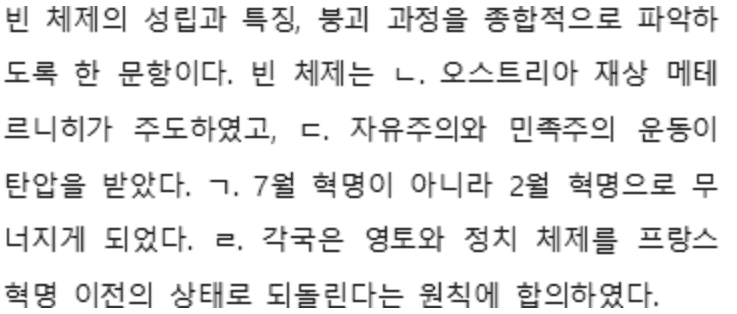 빈 체제의 성립과 특징, 붕괴 과정을 종합적으로 파악하
도록 한 문항이다. 빈 체제는 ㄴ. 오스트리아 재상 메테
르니히가 주도하였고, ㄷ. 자유주의와 민족주의 운동이
탄압을 받았다. ㄱ. 7월 혁명이 아니라 2월 혁명으로 무
너지게 되었다. ㄹ. 각국은 영토와 정치 체제를 프랑스
혁명 이전의 상태로 되돌린다는 원칙에 합의하였다.